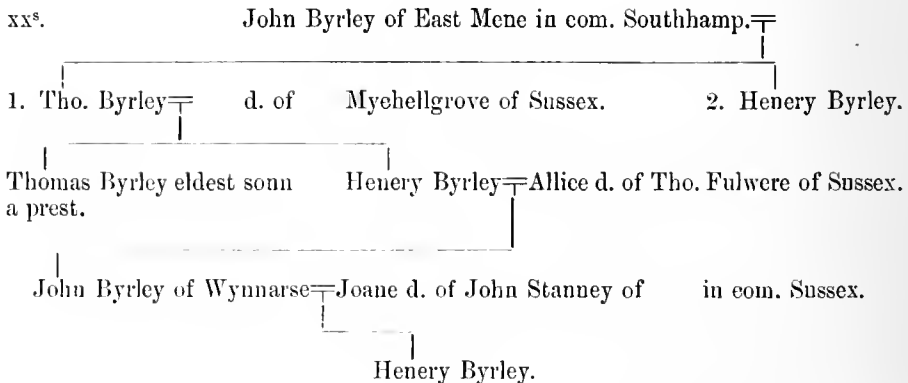 xxˢ. John Byrley of East Mene in com. Southhamp.
1. Tho. Byrley d. of Mychellgrove of Sussex. 2. Henery Byrley.
Thomas Byrley eldest sonn Henery Byrley Allice d. of Tho. Fulwere of Sussex.
a prest.
John Byrley of Wynnarse Joane d. of John Stanney of in com. Sussex.
Henery Byrley.